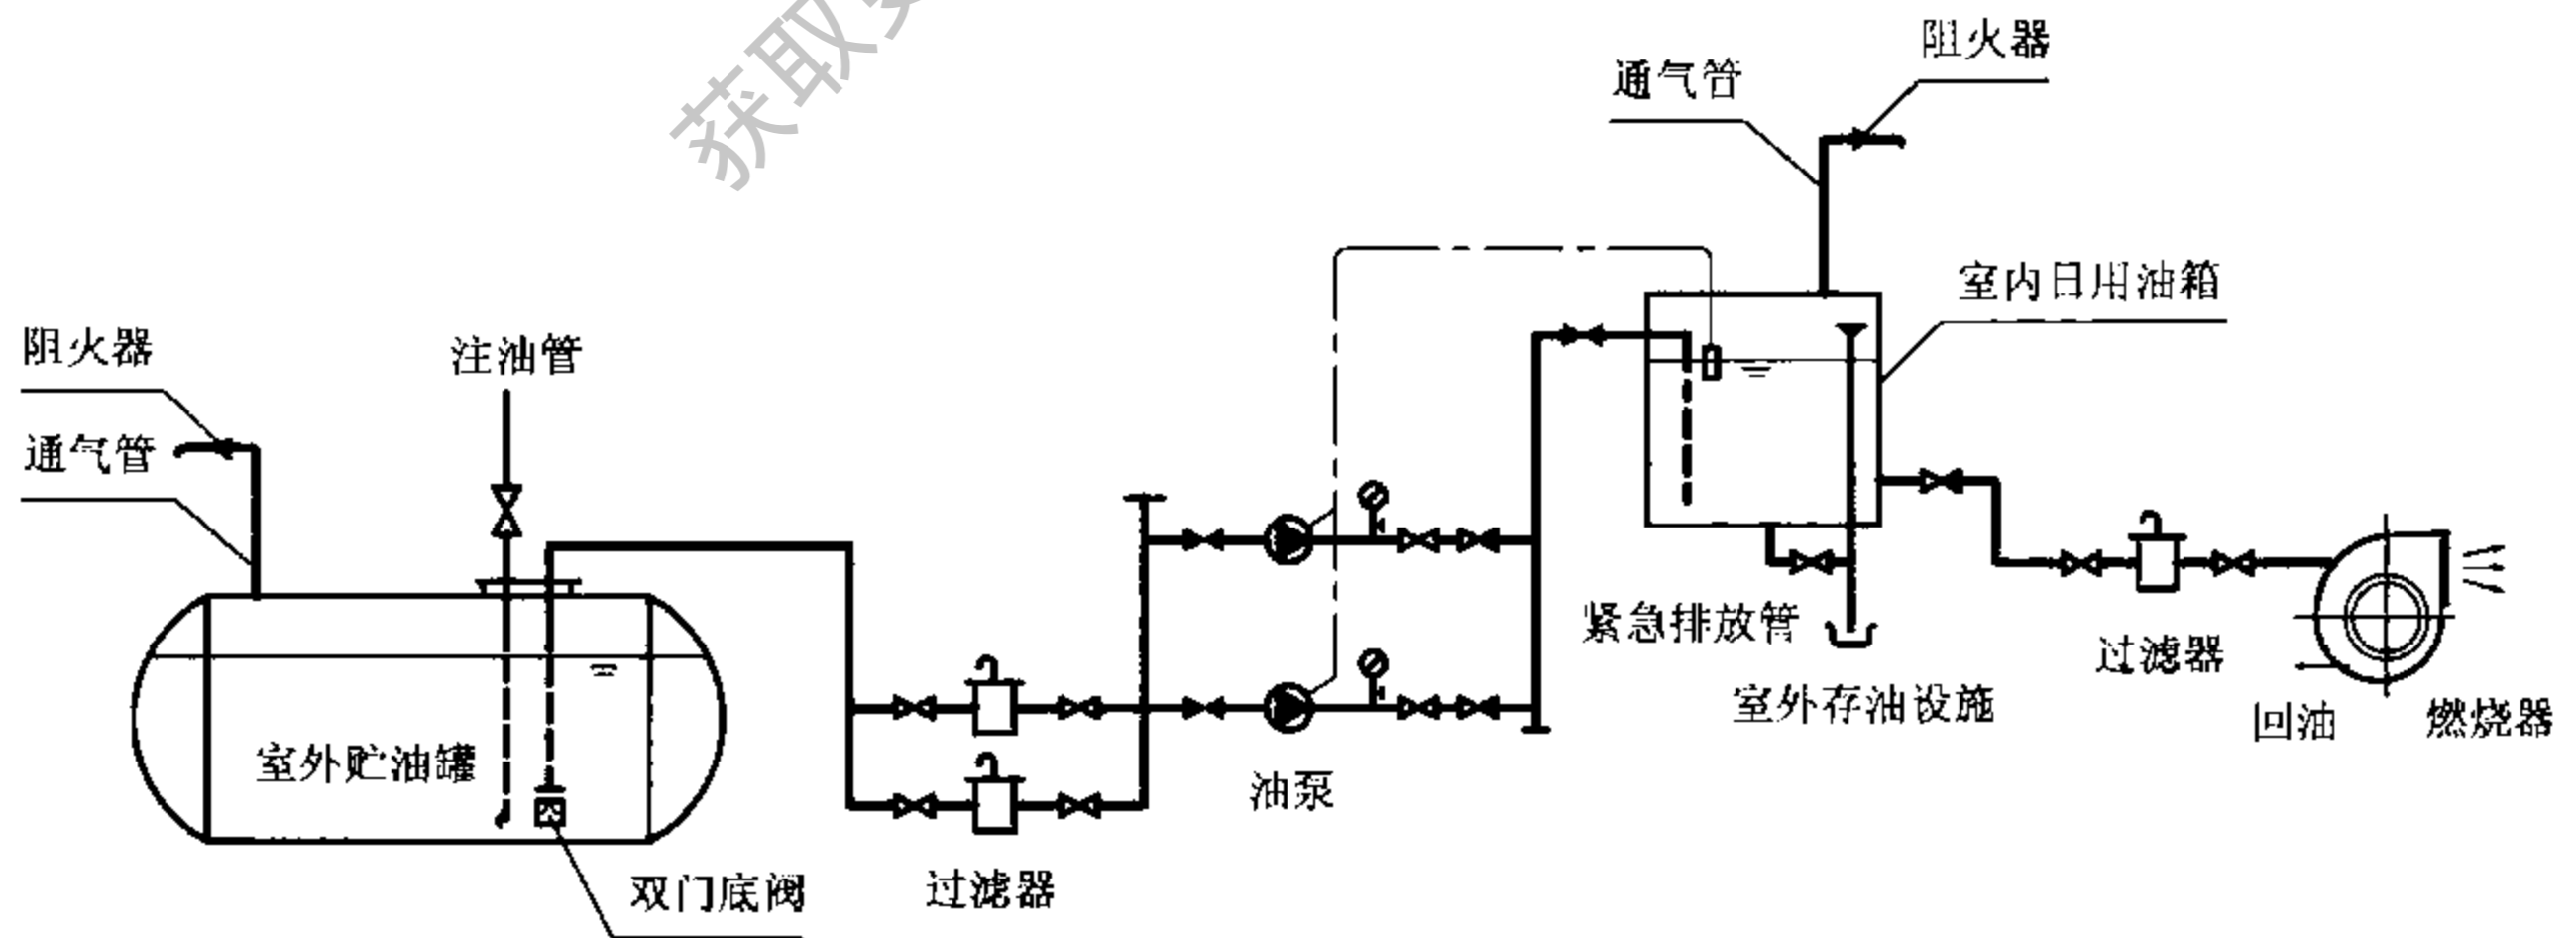 获取
阻火器
通气管
室内日用油箱
阻火器
注油管
通气管
紧急排放管
过滤器
室外存油设施
回油
燃烧器
室外贮油罐
油泵
双门底阀
过滤器